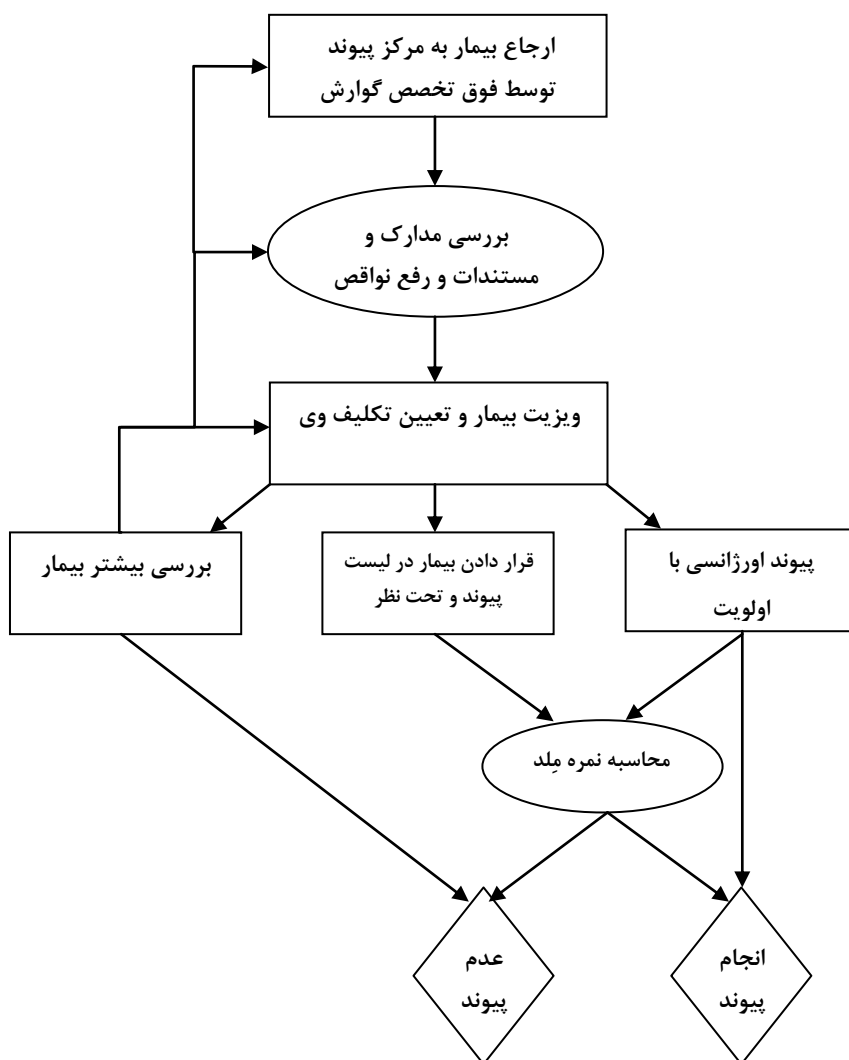 ارجاع بیمار به مرکز پیوند
توسط فوق تخصص گوارش
بررسی مدارک و
مستندات و رفع نواقص
ویزیت بیمار و تعیین تکلیف وی
پیوند اورژانسی با
اولویت
قرار دادن بیمار در لیست
پیوند و تحت نظر
بررسی بیشتر بیمار
محاسبه نمره مِلد
انجام
پیوند
عدم
پیوند